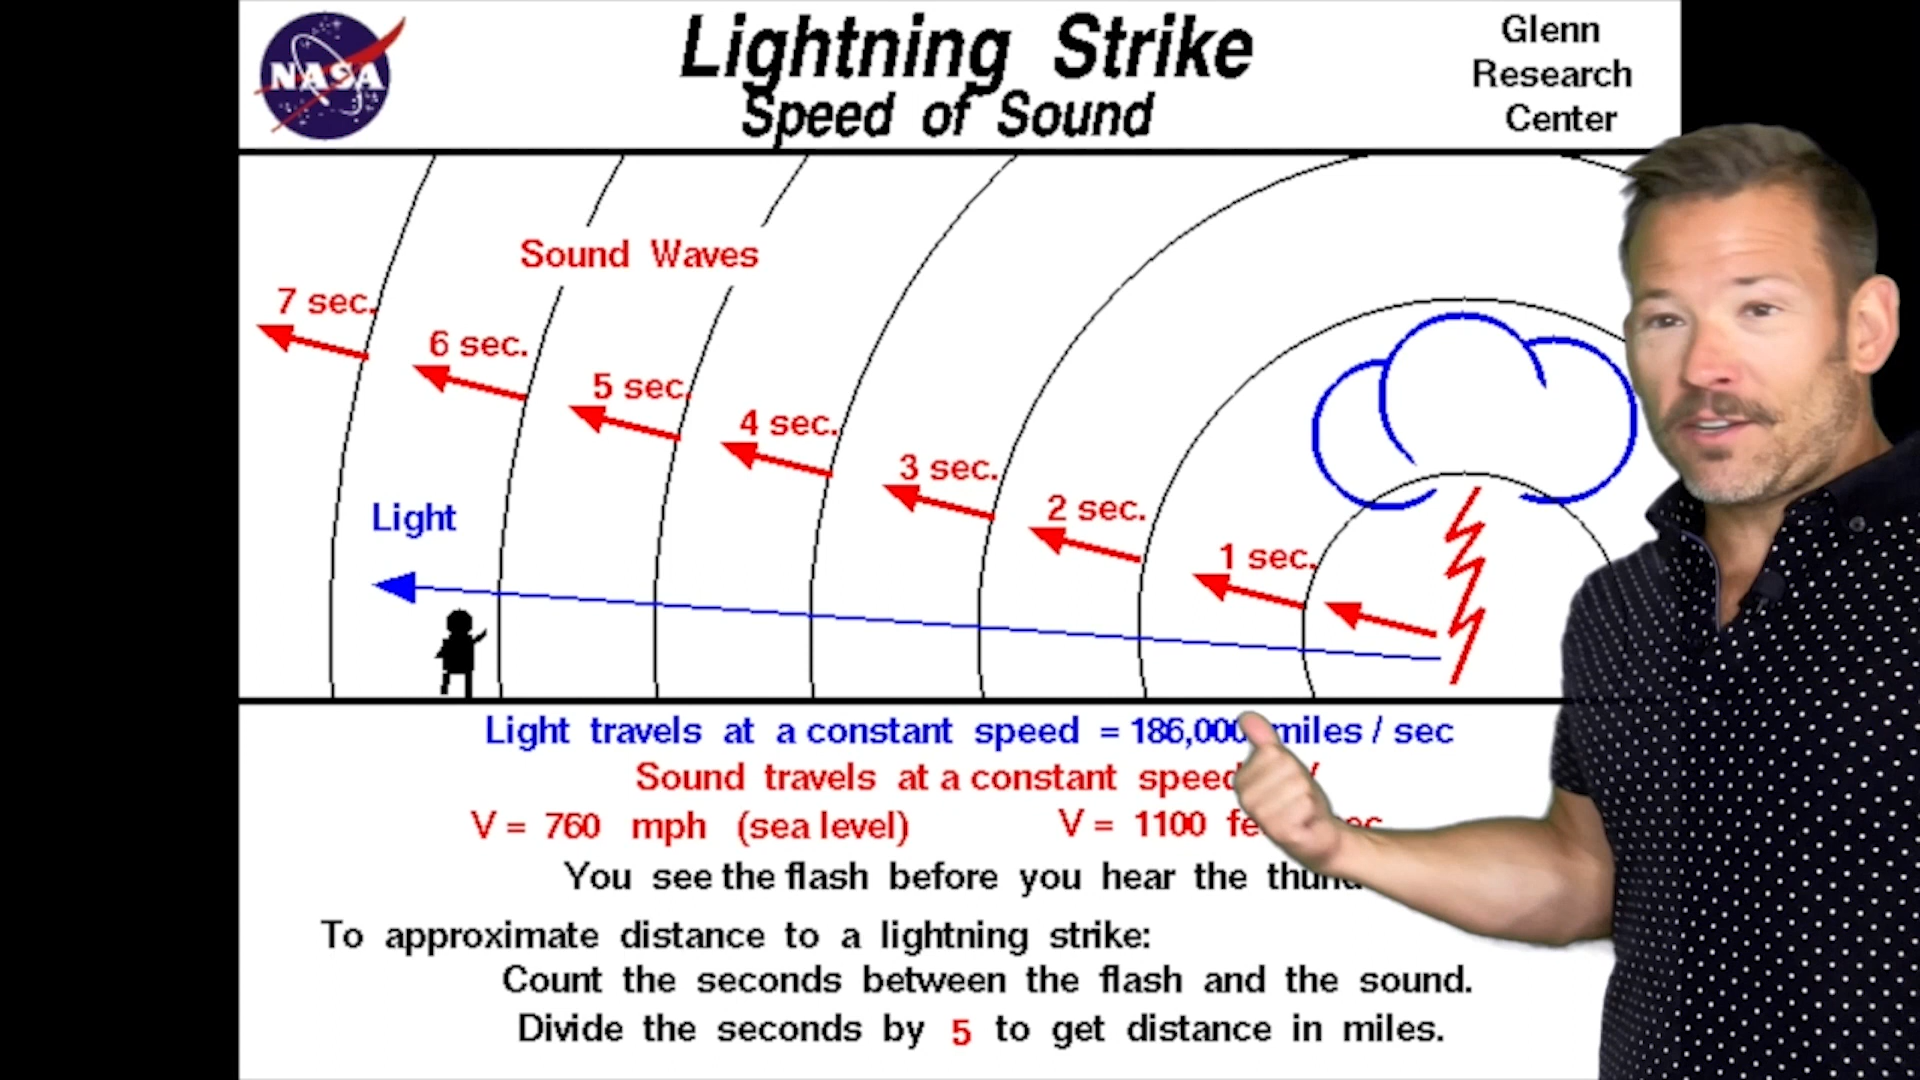 NASA
Lightning Strike
Speed of Sound
Glenn
Research
Center
Sound Waves
7 sec.
6 sec.
5 sec.
4 sec.
3 sec.
2 sec.
1 sec.
Light
Light travels at a constant speed = 186,000 miles / sec
Sound travels at a constant speed
V = 760 mph (sea level) V = 1100
You see the flash before you hear the
To approximate distance to a lightning strike:
Count the seconds between the flash and the sound.
Divide the seconds by 5 to get distance in miles.